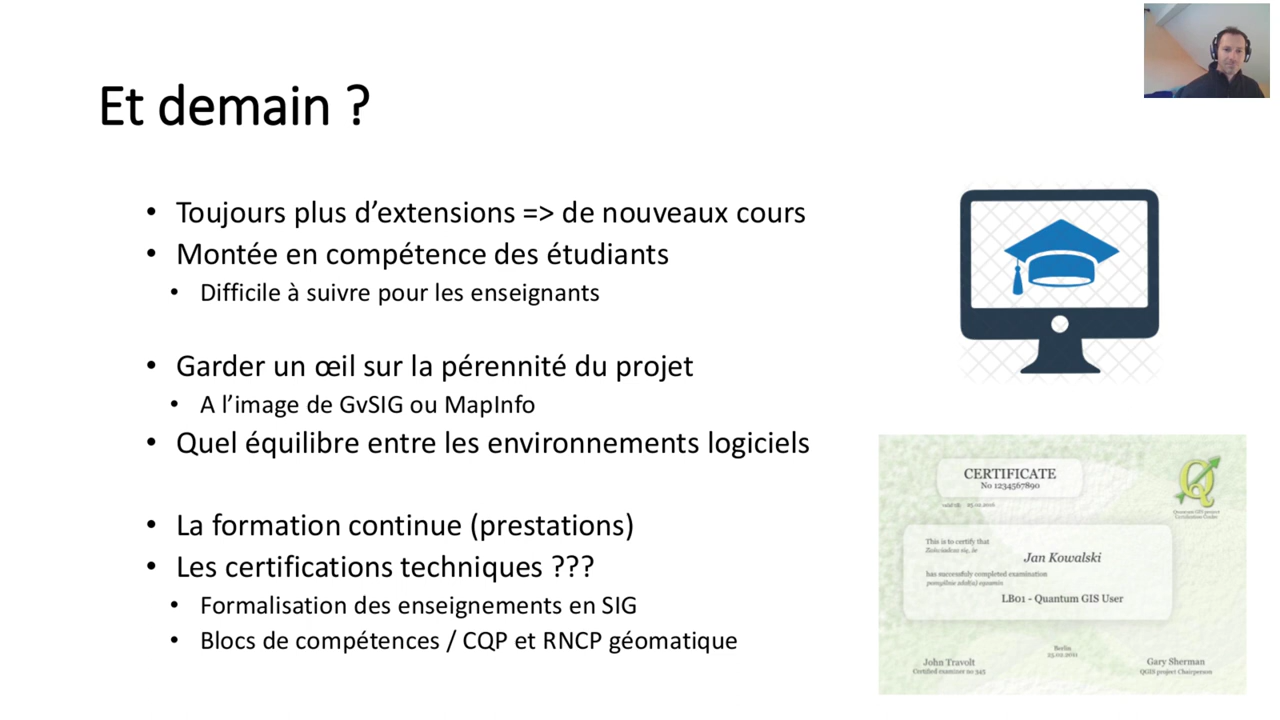 Et demain ?
• Toujours plus d’extensions => de nouveaux cours
• Montée en compétence des étudiants
• Difficile à suivre pour les enseignants
• Garder un œil sur la pérennité du projet
• A l’image de GvSIG ou MapInfo
• Quel équilibre entre les environnements logiciels
• La formation continue (prestations)
• Les certifications techniques ???
• Formalisation des enseignements en SIG
• Blocs de compétences / CQP et RNCP géomatique
CERTIFICATE
No 1234567890
This is to certify that
Jan Kowalski
has successfuly completed examination
LB01 - Quantum GIS User
Berlin
John Travolt
Certified examiner no 345
Gary Sherman
QGIS project Chairperson